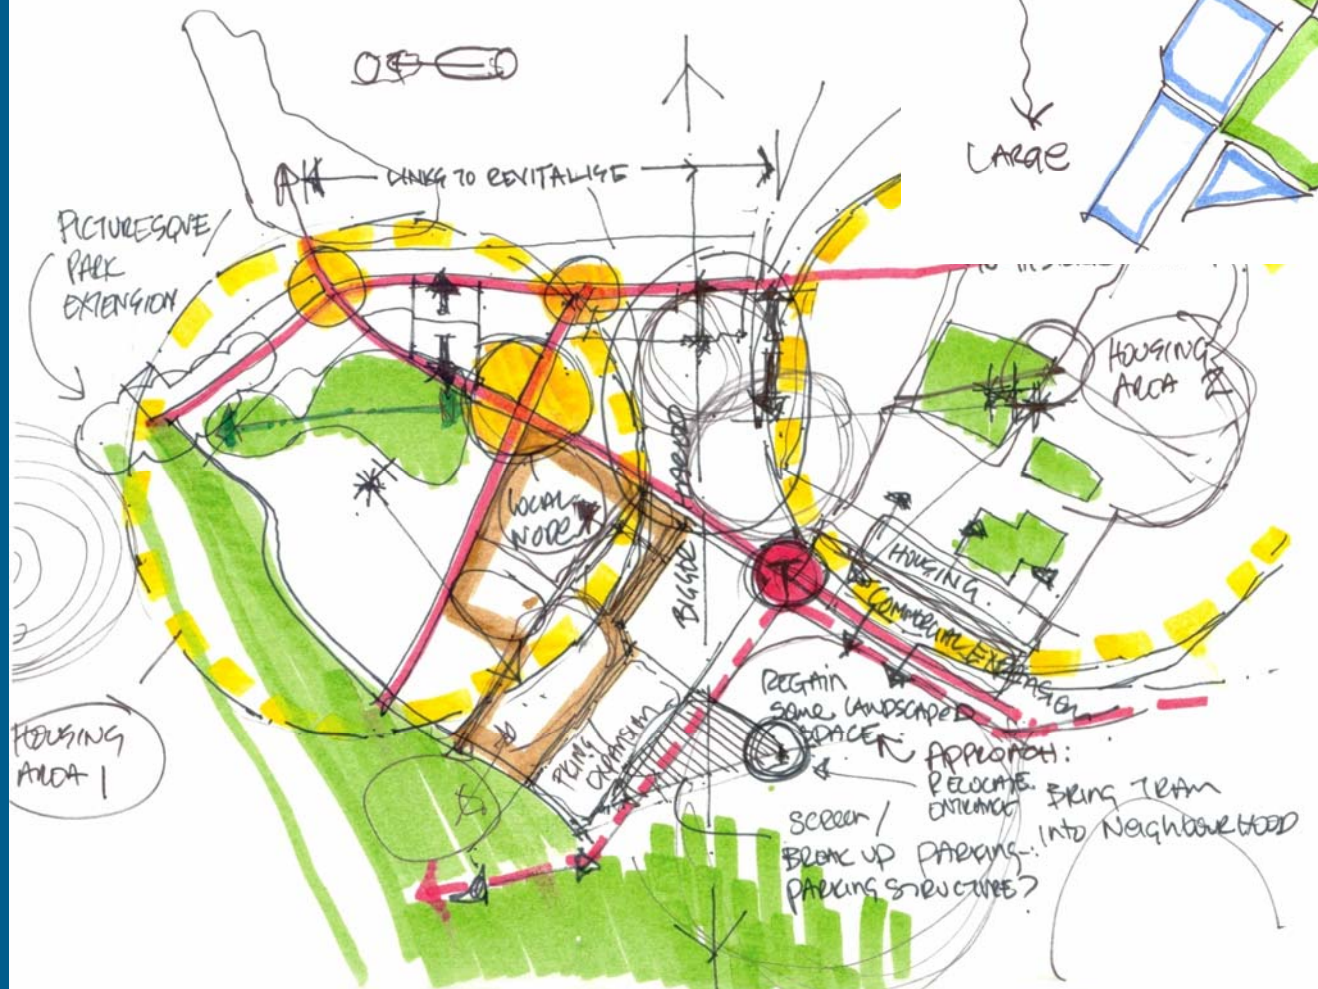 LARGE
LINKS TO REVITALISE
PICTURESQUE/
PARK
EXTENSION
HOUSING
AREA 2
LOCAL
NODE
BIGGER
T
HOUSING
COMMERCIAL
HOUSING
AREA 1
PKING
EXPANSION
REGAIN
SOME LANDSCAPED
SPACE
APPROACH:
RELOCATE
ENTRANCE
BRING TRAM
INTO NEIGHBOURHOOD
SCREEN/
BREAK UP PARKING:
PARKING STRUCTURE?